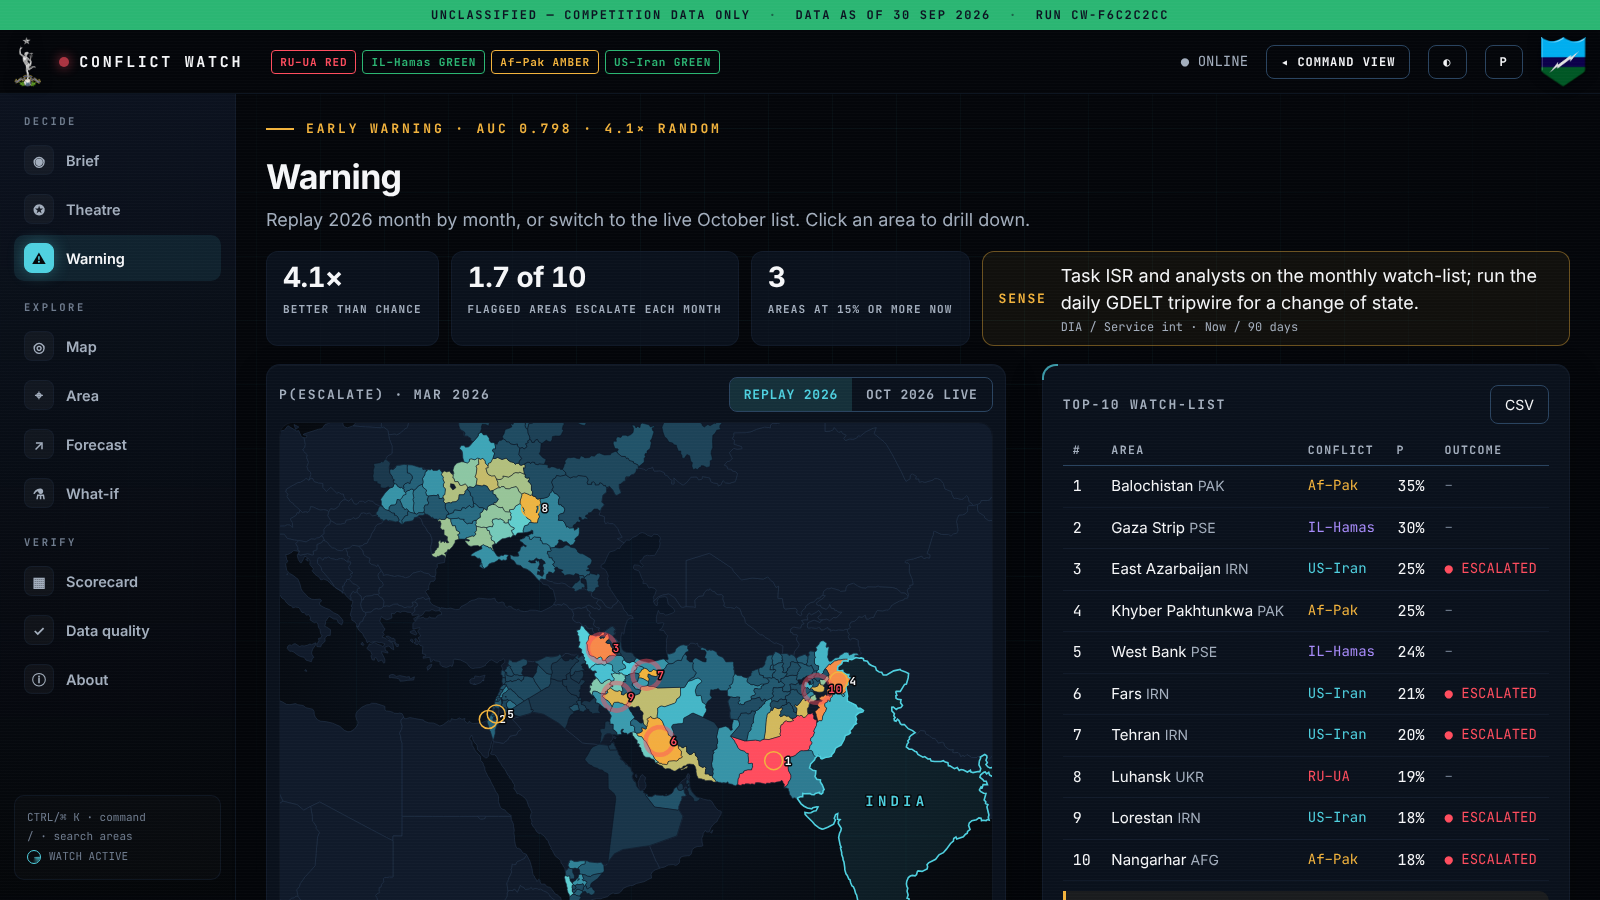 UNCLASSIFIED — COMPETITION DATA ONLY · DATA AS OF 30 SEP 2026 · RUN CW-F6C2C2CC
CONFLICT WATCH
RU-UA RED
IL-Hamas GREEN
Af-Pak AMBER
US-Iran GREEN
ONLINE
COMMAND VIEW
P
DECIDE
Brief
Theatre
Warning
EXPLORE
Map
Area
Forecast
What-if
VERIFY
Scorecard
Data quality
About
CTRL/⌘ K · command
/ · search areas
WATCH ACTIVE
EARLY WARNING · AUC 0.798 · 4.1× RANDOM
Warning
Replay 2026 month by month, or switch to the live October list. Click an area to drill down.
4.1×
BETTER THAN CHANCE
1.7 of 10
FLAGGED AREAS ESCALATE EACH MONTH
3
AREAS AT 15% OR MORE NOW
SENSE
Task ISR and analysts on the monthly watch-list; run the
daily GDELT tripwire for a change of state.
DIA / Service int · Now / 90 days
P(ESCALATE) · MAR 2026
REPLAY 2026
OCT 2026 LIVE
8
3
7
9
10
4
2
5
6
1
INDIA
TOP-10 WATCH-LIST
CSV
# AREA CONFLICT P OUTCOME
1 Balochistan PAK Af-Pak 35% –
2 Gaza Strip PSE IL-Hamas 30% –
3 East Azarbaijan IRN US-Iran 25% ESCALATED
4 Khyber Pakhtunkwa PAK Af-Pak 25% –
5 West Bank PSE IL-Hamas 24% –
6 Fars IRN US-Iran 21% ESCALATED
7 Tehran IRN US-Iran 20% ESCALATED
8 Luhansk UKR RU-UA 19% –
9 Lorestan IRN US-Iran 18% ESCALATED
10 Nangarhar AFG Af-Pak 18% ESCALATED